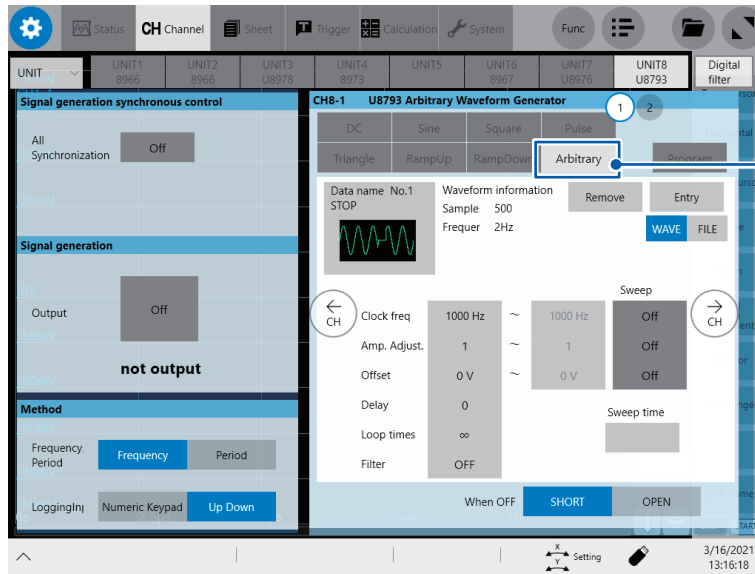 Status CH Channel Sheet Trigger Calculation System Func
UNIT UNIT1 UNIT2 UNIT3 UNIT4 UNIT5 UNIT6 UNIT7 UNIT8 Digital
8966 8966 U8978 8973 8967 U8976 U8793 filter
Signal generation synchronous control
All
Synchronization Off
20mV
Signal generation
0V
Output Off
10mV
not output
20mV
Method
30mV
Frequency
Period Frequency Period
LoggingIn Numeric Keypad Up Down
CH8-1 U8793 Arbitrary Waveform Generator 1 2
DC Sine Square Pulse
Triangle RampUp RampDown Arbitrary Program
Data name No.1
STOP
Waveform information
Sample 500
Frequer 2Hz
Remove Entry
WAVE FILE
Sweep
CH Clock freq 1000 Hz ~ 1000 Hz Off CH
Amp. Adjust. 1 ~ 1 Off
Offset 0 V ~ 0 V Off
Delay 0
Sweep time
Loop times ∞
Filter OFF
When OFF SHORT OPEN
X
Y Setting
3/16/2021
13:16:18